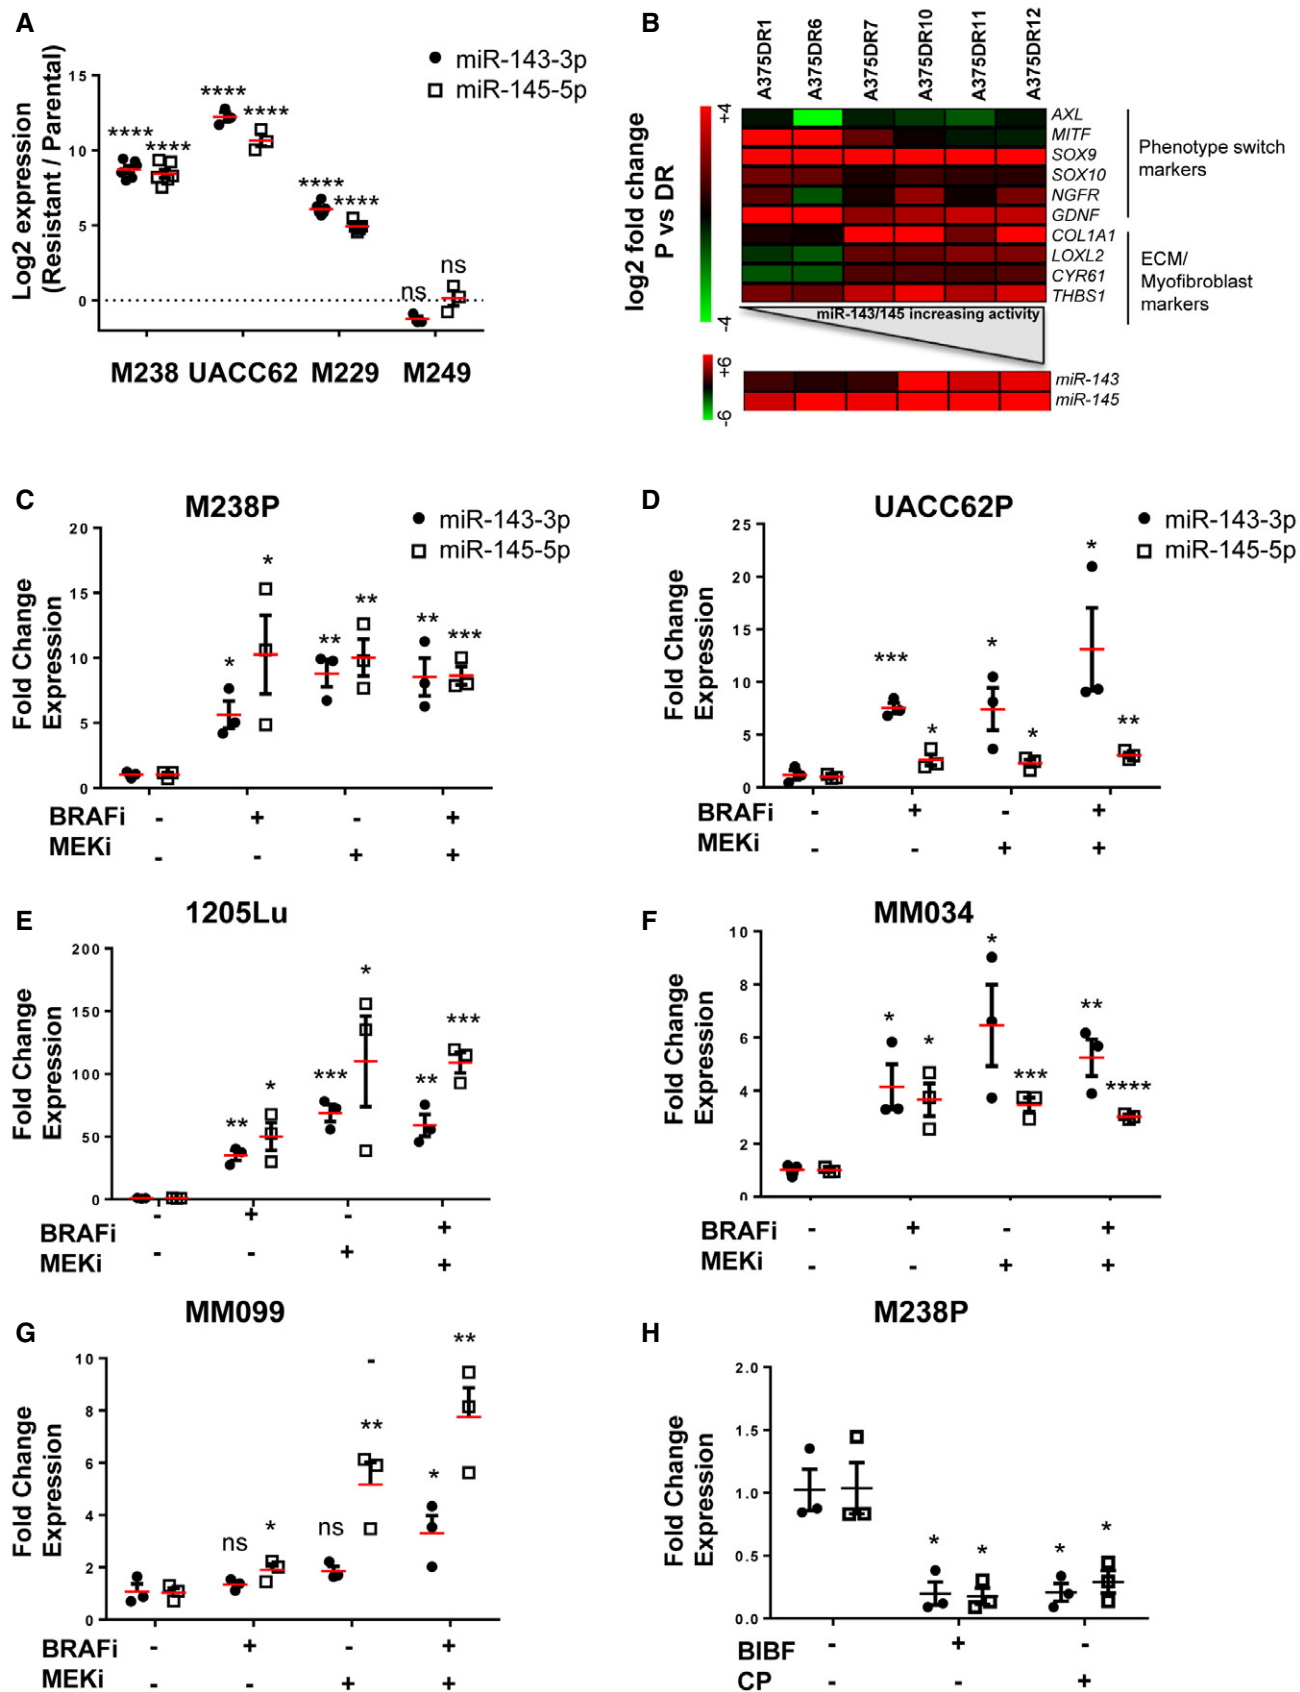 A
Log2 expression
(Resistant / Parental)
15
10
5
0
miR-143-3p
miR-145-5p
**** **** **** **** **** **** ns ns
M238 UACC62 M229 M249
B
A375DR1 A375DR6 A375DR7 A375DR10 A375DR11 A375DR12
log2 fold change
P vs DR
+4
-4
AXL
MITF
SOX9
SOX10
NGFR
GDNF
COL1A1
LOXL2
CYR61
THBS1
Phenotype switch
markers
ECM/
Myofibroblast
markers
miR-143/145 increasing activity
+6
-6
miR-143
miR-145
C
M238P
miR-143-3p
miR-145-5p
Fold Change
Expression
20
15
10
5
0
* * ** ** ** ***
BRAFi - + - +
MEKi - - + +
D
UACC62P
miR-143-3p
miR-145-5p
Fold Change
Expression
25
20
15
10
5
0
*** * * * * **
BRAFi - + - +
MEKi - - + +
E
1205Lu
Fold Change
Expression
200
150
100
50
0
** * *** * ** ***
BRAFi - + - +
MEKi - - + +
F
MM034
Fold Change
Expression
10
8
6
4
2
0
* * * *** ** ****
BRAFi - + - +
MEKi - - + +
G
MM099
Fold Change
Expression
10
8
6
4
2
0
ns * ns ** - * **
BRAFi - + - +
MEKi - - + +
H
M238P
Fold Change
Expression
2.0
1.5
1.0
0.5
0.0
* * * *
BIBF - + -
CP - - +